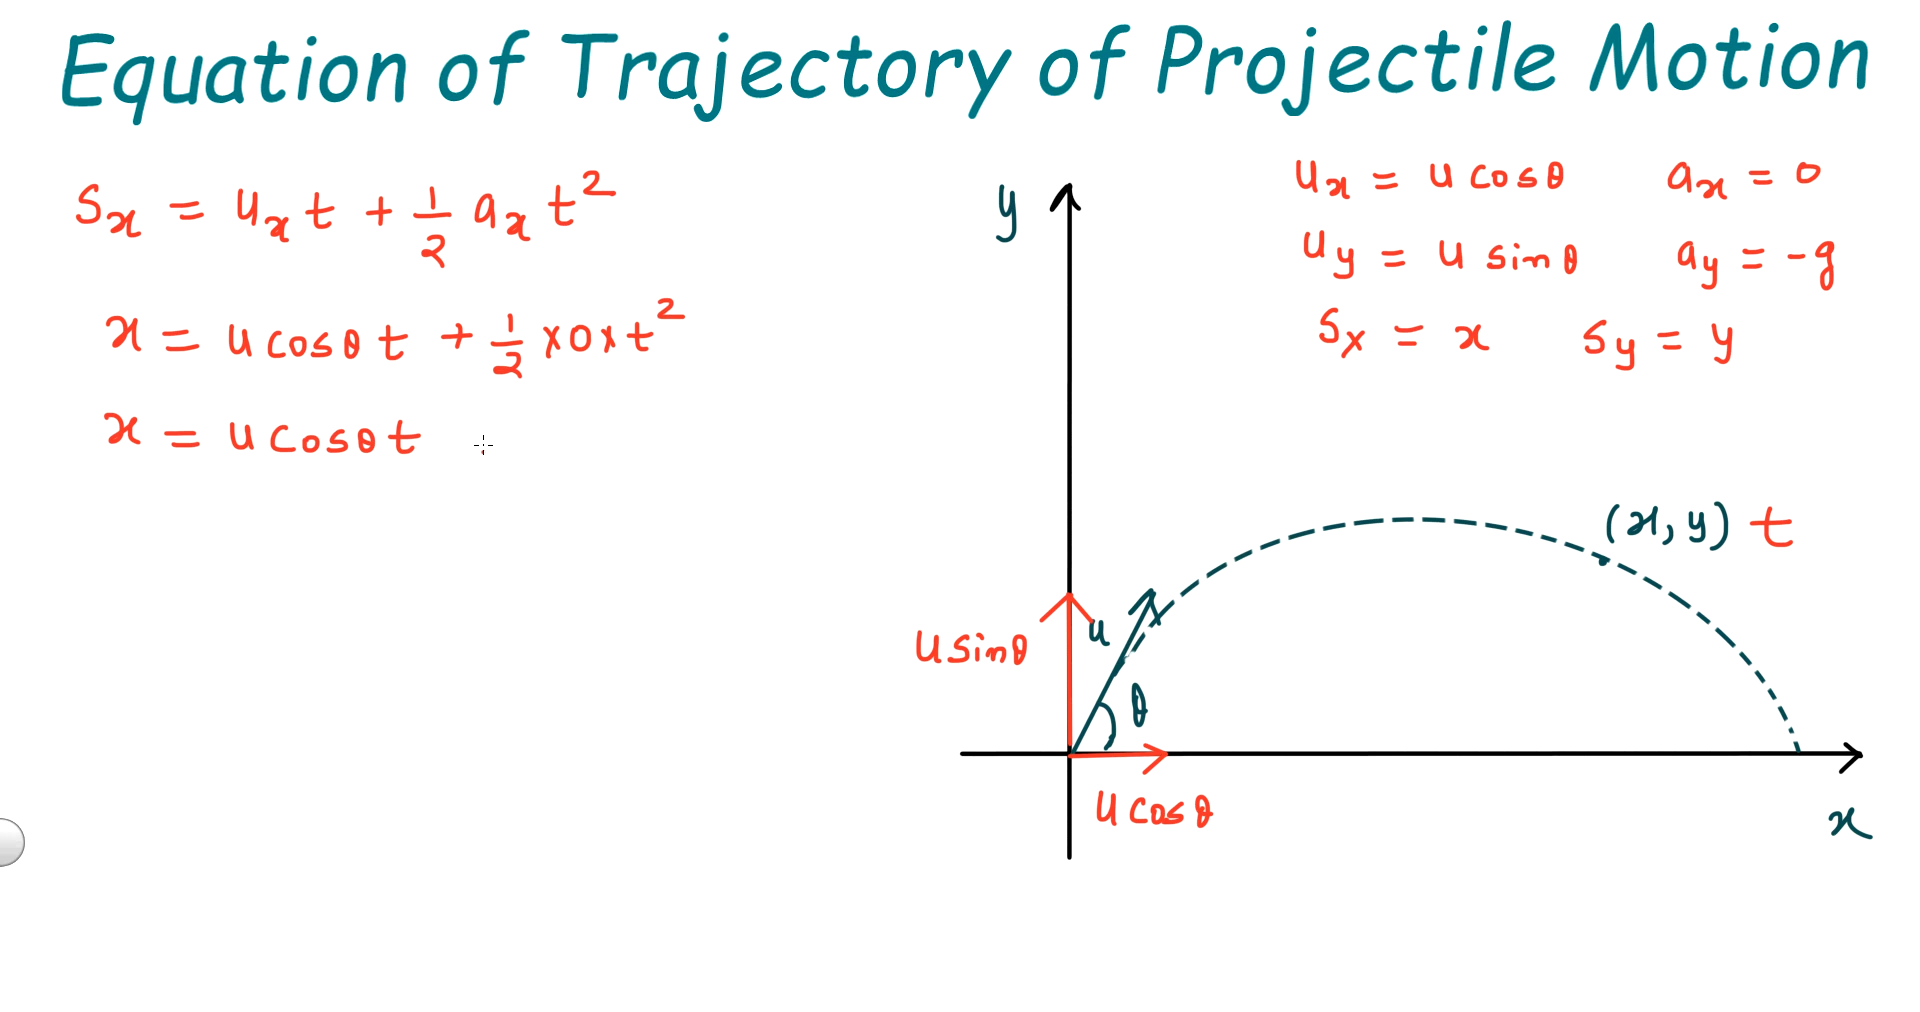 Equation of Trajectory of Projectile Motion
Sx = ux t + 1/2 ax t²
x = u cosθ t + 1/2 × 0 × t²
x = u cosθ t
ux = u cosθ ax = 0
uy = u sinθ ay = -g
Sx = x Sy = y
y
(x, y) t
u
u sinθ
θ
u cosθ
x